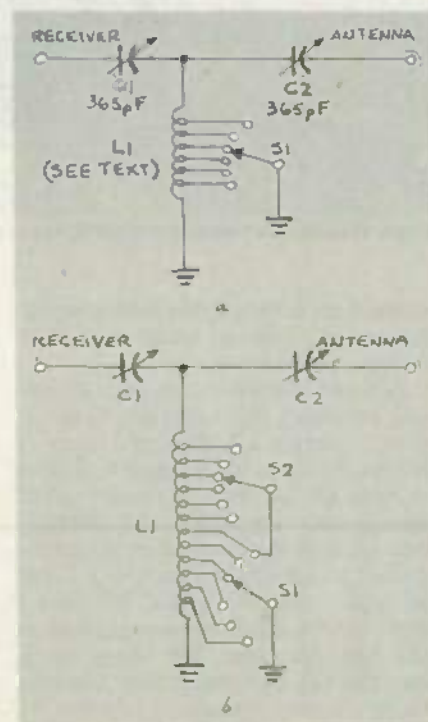 RECEIVER ANTENNA
C1 C2
365pF 365pF
L1 S1
(SEE TEXT)
a
RECEIVER ANTENNA
C1 C2
S2
L1
S1
b